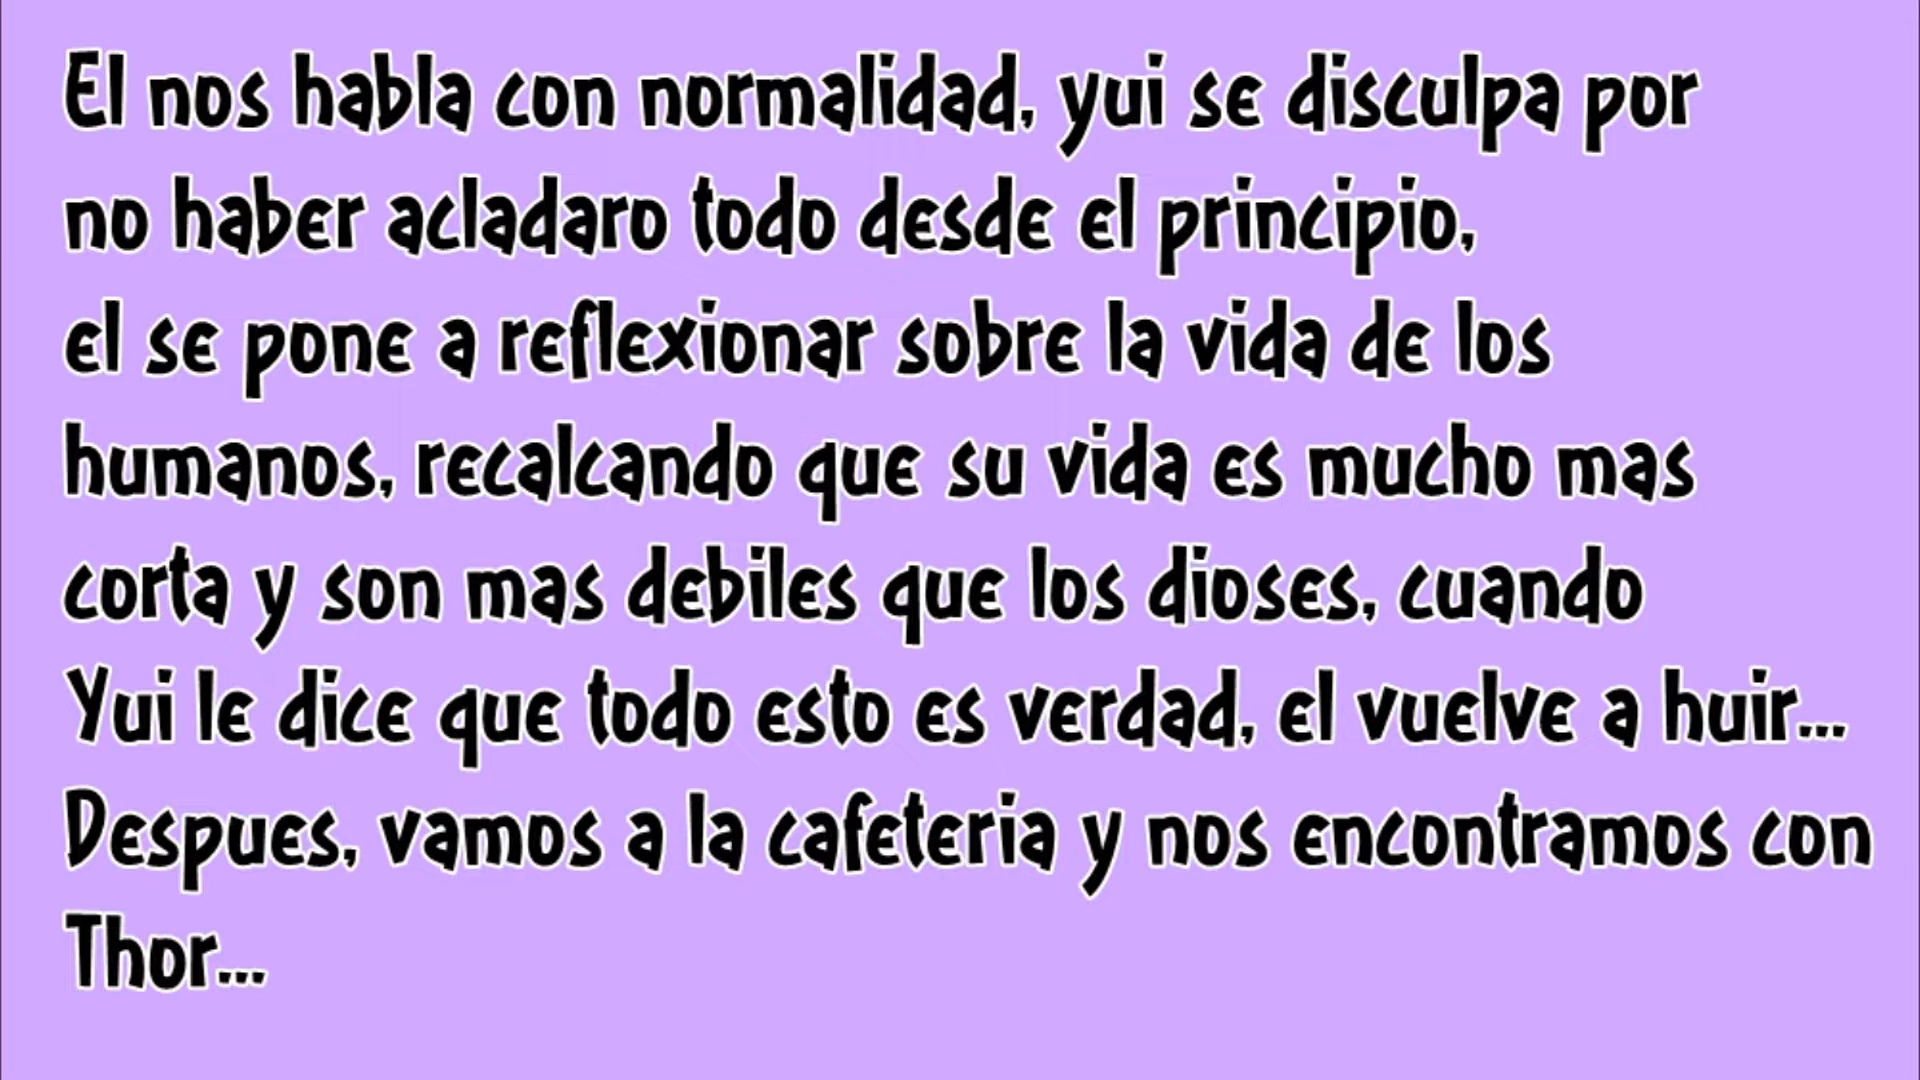 El nos habla con normalidad, yui se disculpa por
no haber acladaro todo desde el principio,
el se pone a reflexionar sobre la vida de los
humanos, recalcando que su vida es mucho mas
corta y son mas debiles que los dioses, cuando
Yui le dice que todo esto es verdad, el vuelve a huir...
Despues, vamos a la cafeteria y nos encontramos con
Thor...